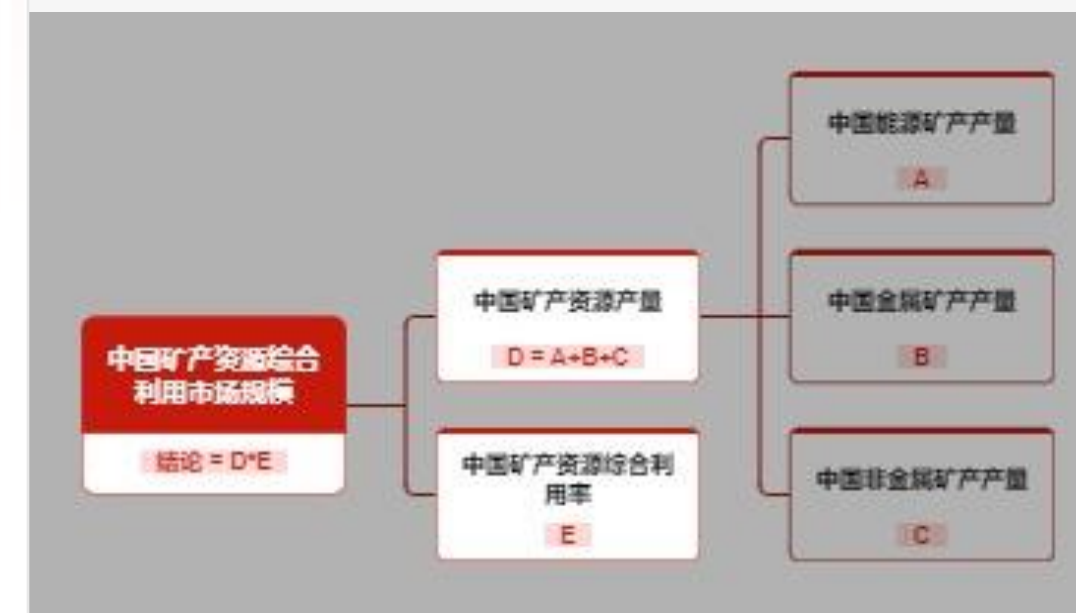 中国能源矿产产量
A
中国矿产资源产量
D = A+B+C
中国金属矿产产量
B
中国矿产资源综合
利用市场规模
结论 = D*E
中国矿产资源综合利
用率
E
中国非金属矿产产量
C